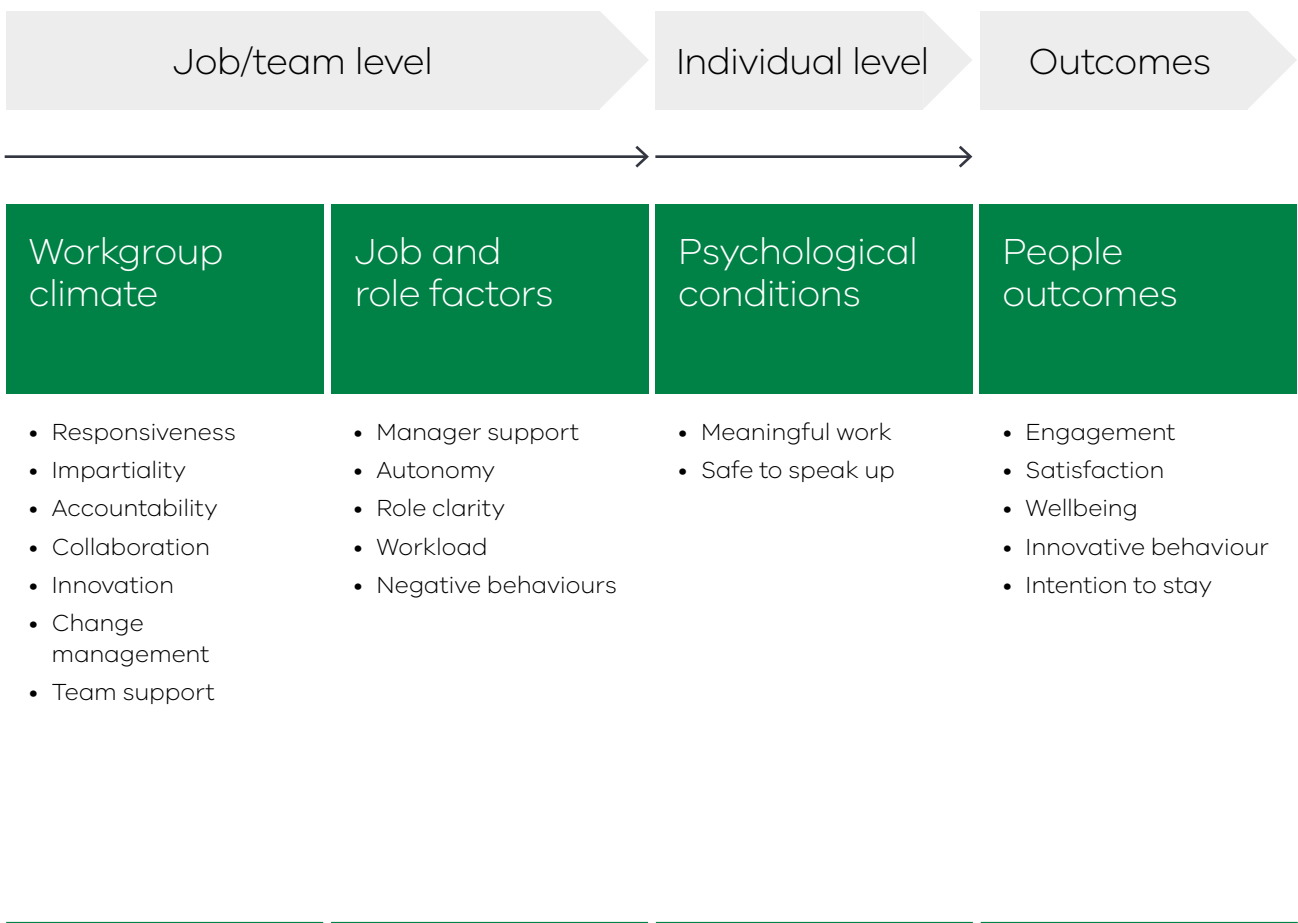 Job/team level
Individual level
Outcomes
Workgroup
climate
Job and
role factors
Psychological
conditions
People
outcomes
• Responsiveness
• Impartiality
• Accountability
• Collaboration
• Innovation
• Change
management
• Team support
• Manager support
• Autonomy
• Role clarity
• Workload
• Negative behaviours
• Meaningful work
• Safe to speak up
• Engagement
• Satisfaction
• Wellbeing
• Innovative behaviour
• Intention to stay